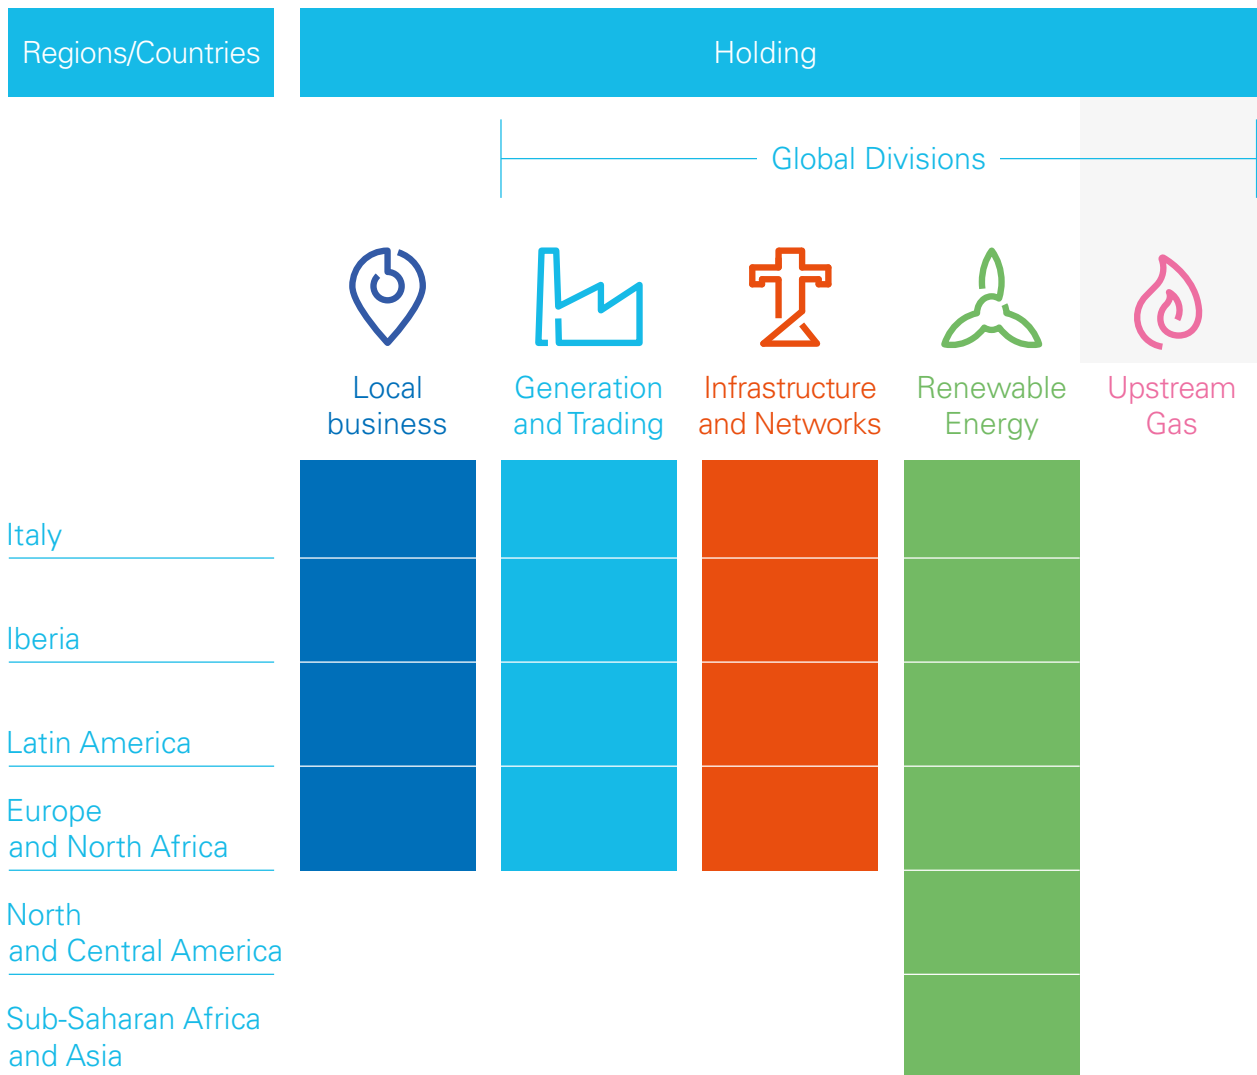 Regions/Countries
Holding
Global Divisions
Local
business
Generation
and Trading
Infrastructure
and Networks
Renewable
Energy
Upstream
Gas
Italy
Iberia
Latin America
Europe
and North Africa
North
and Central America
Sub-Saharan Africa
and Asia